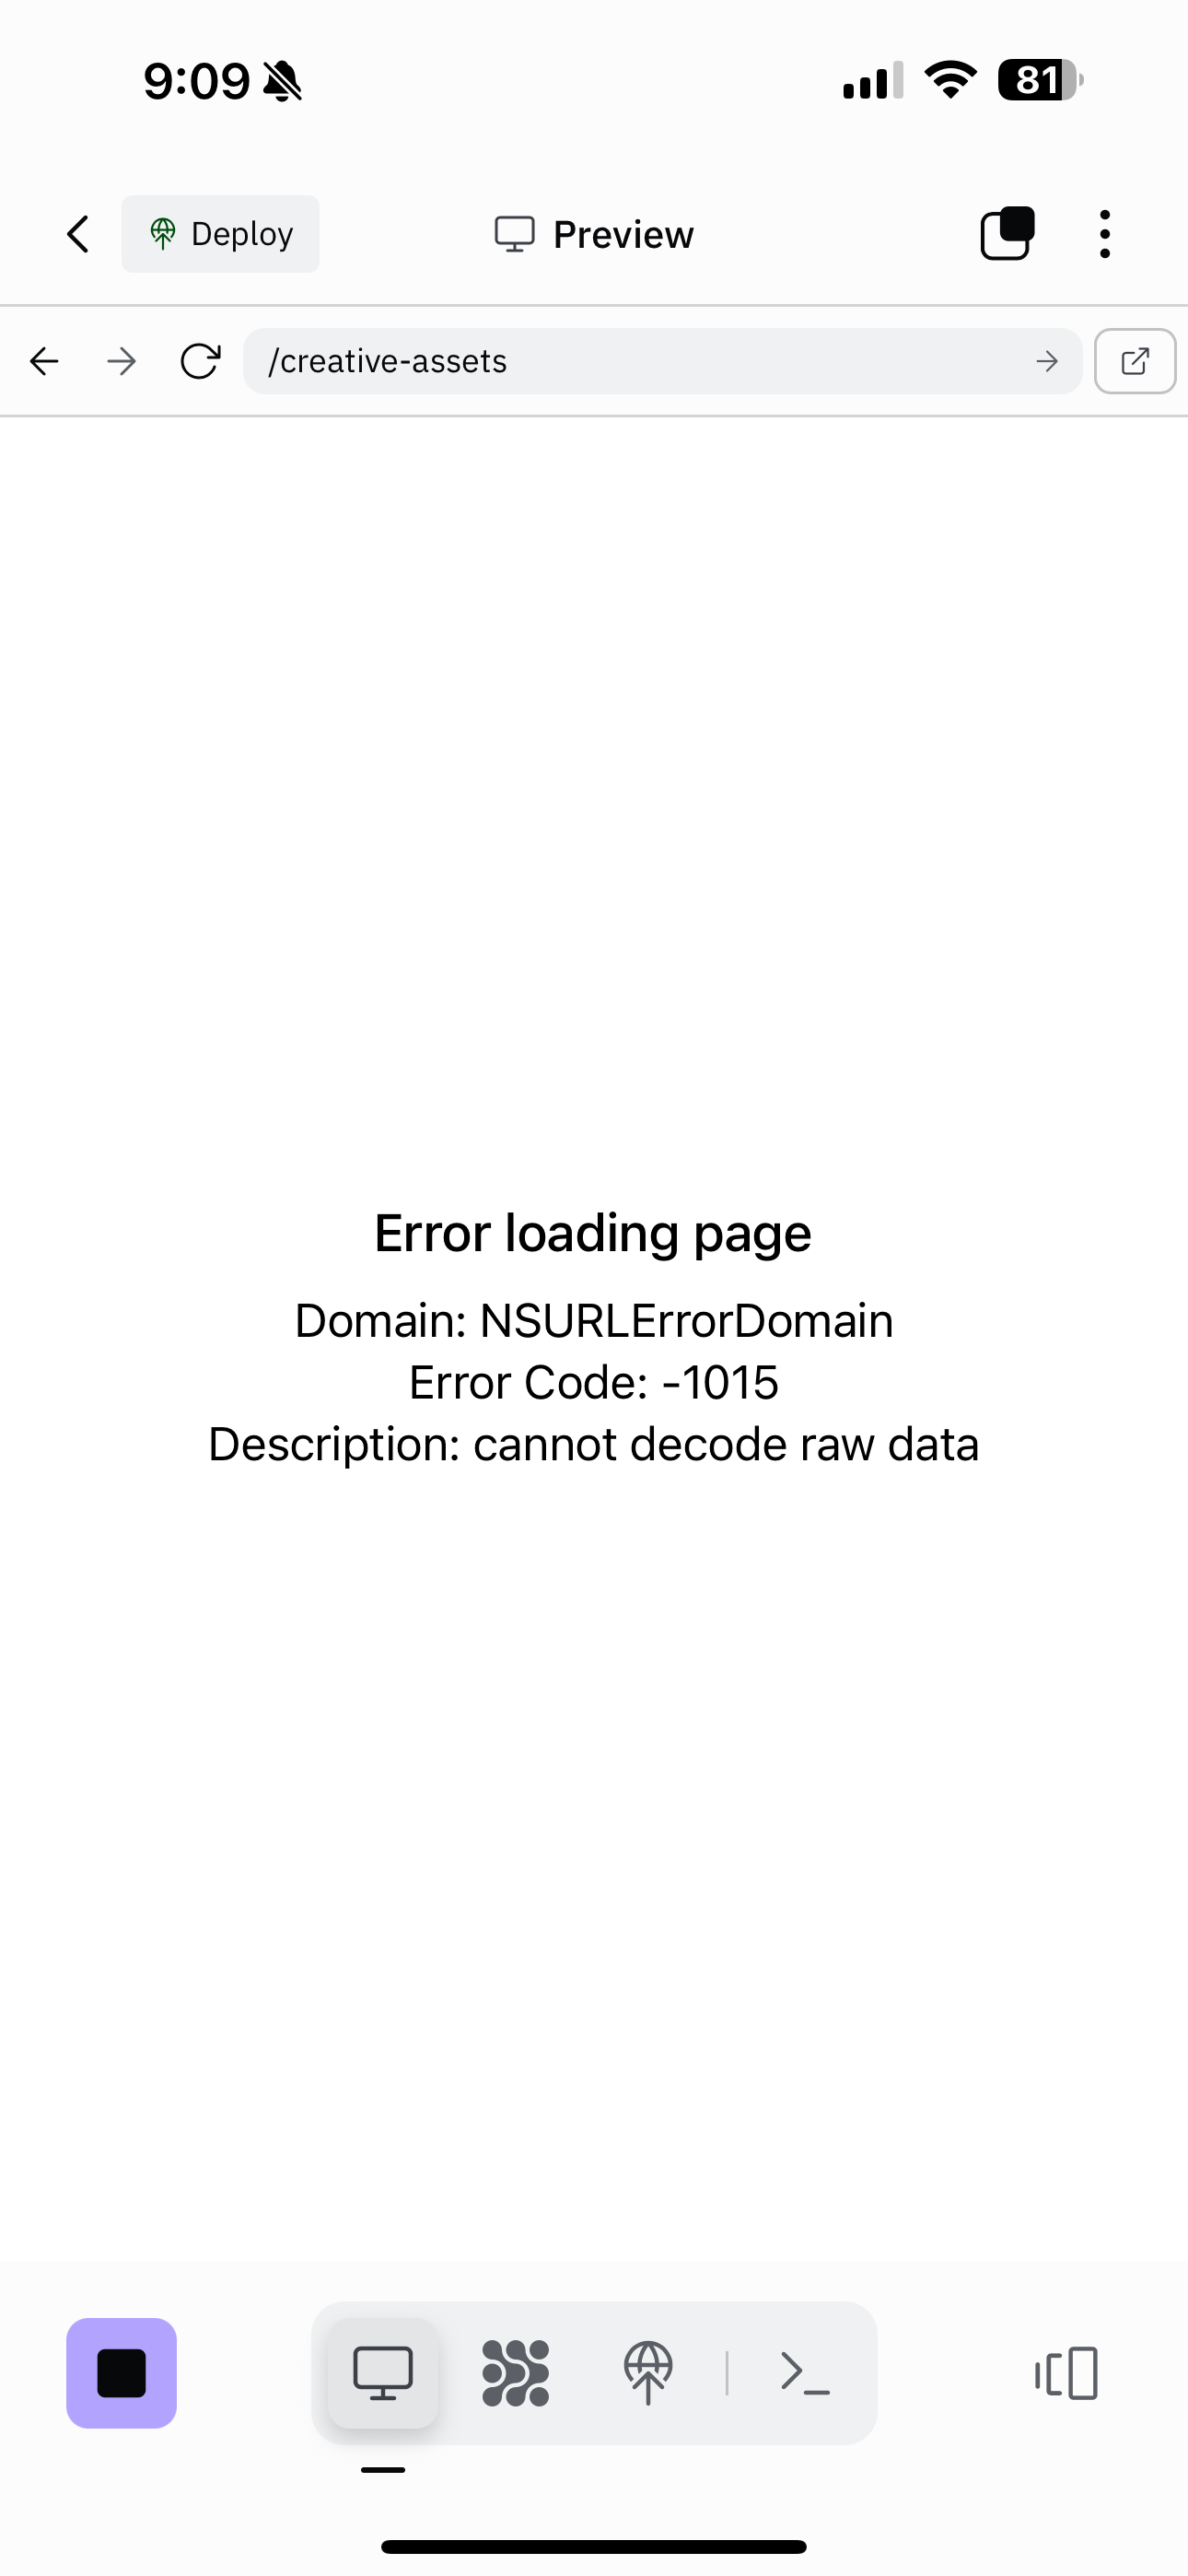 9:09
81
Deploy
Preview
/creative-assets
Error loading page
Domain: NSURLErrorDomain
Error Code: -1015
Description: cannot decode raw data